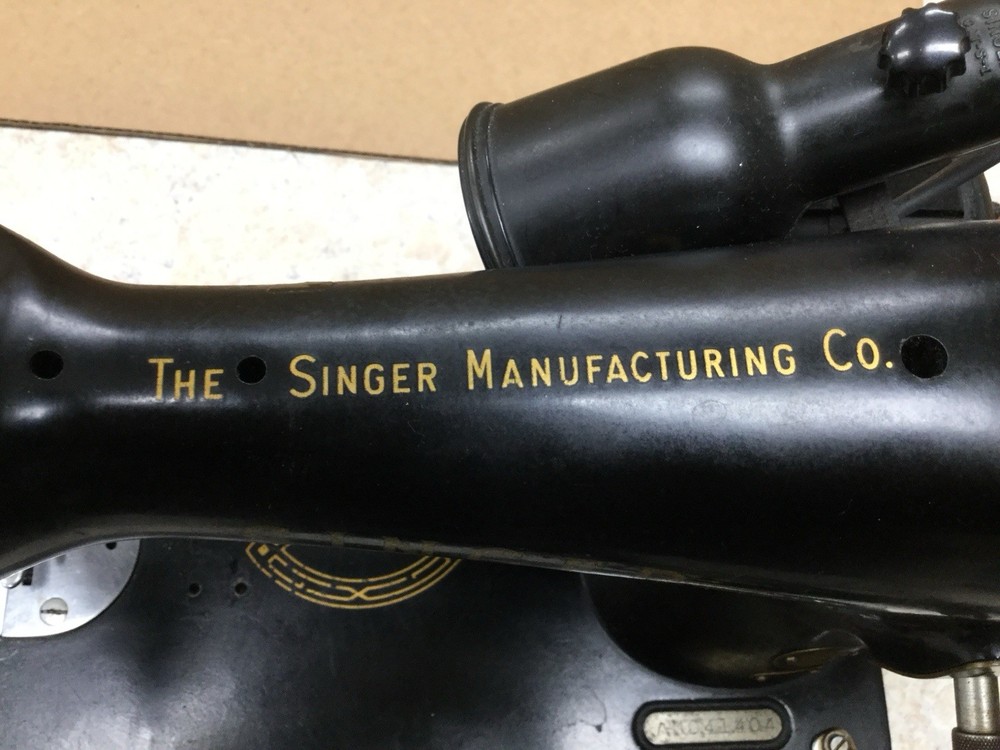 The Singer Manufacturing Co.